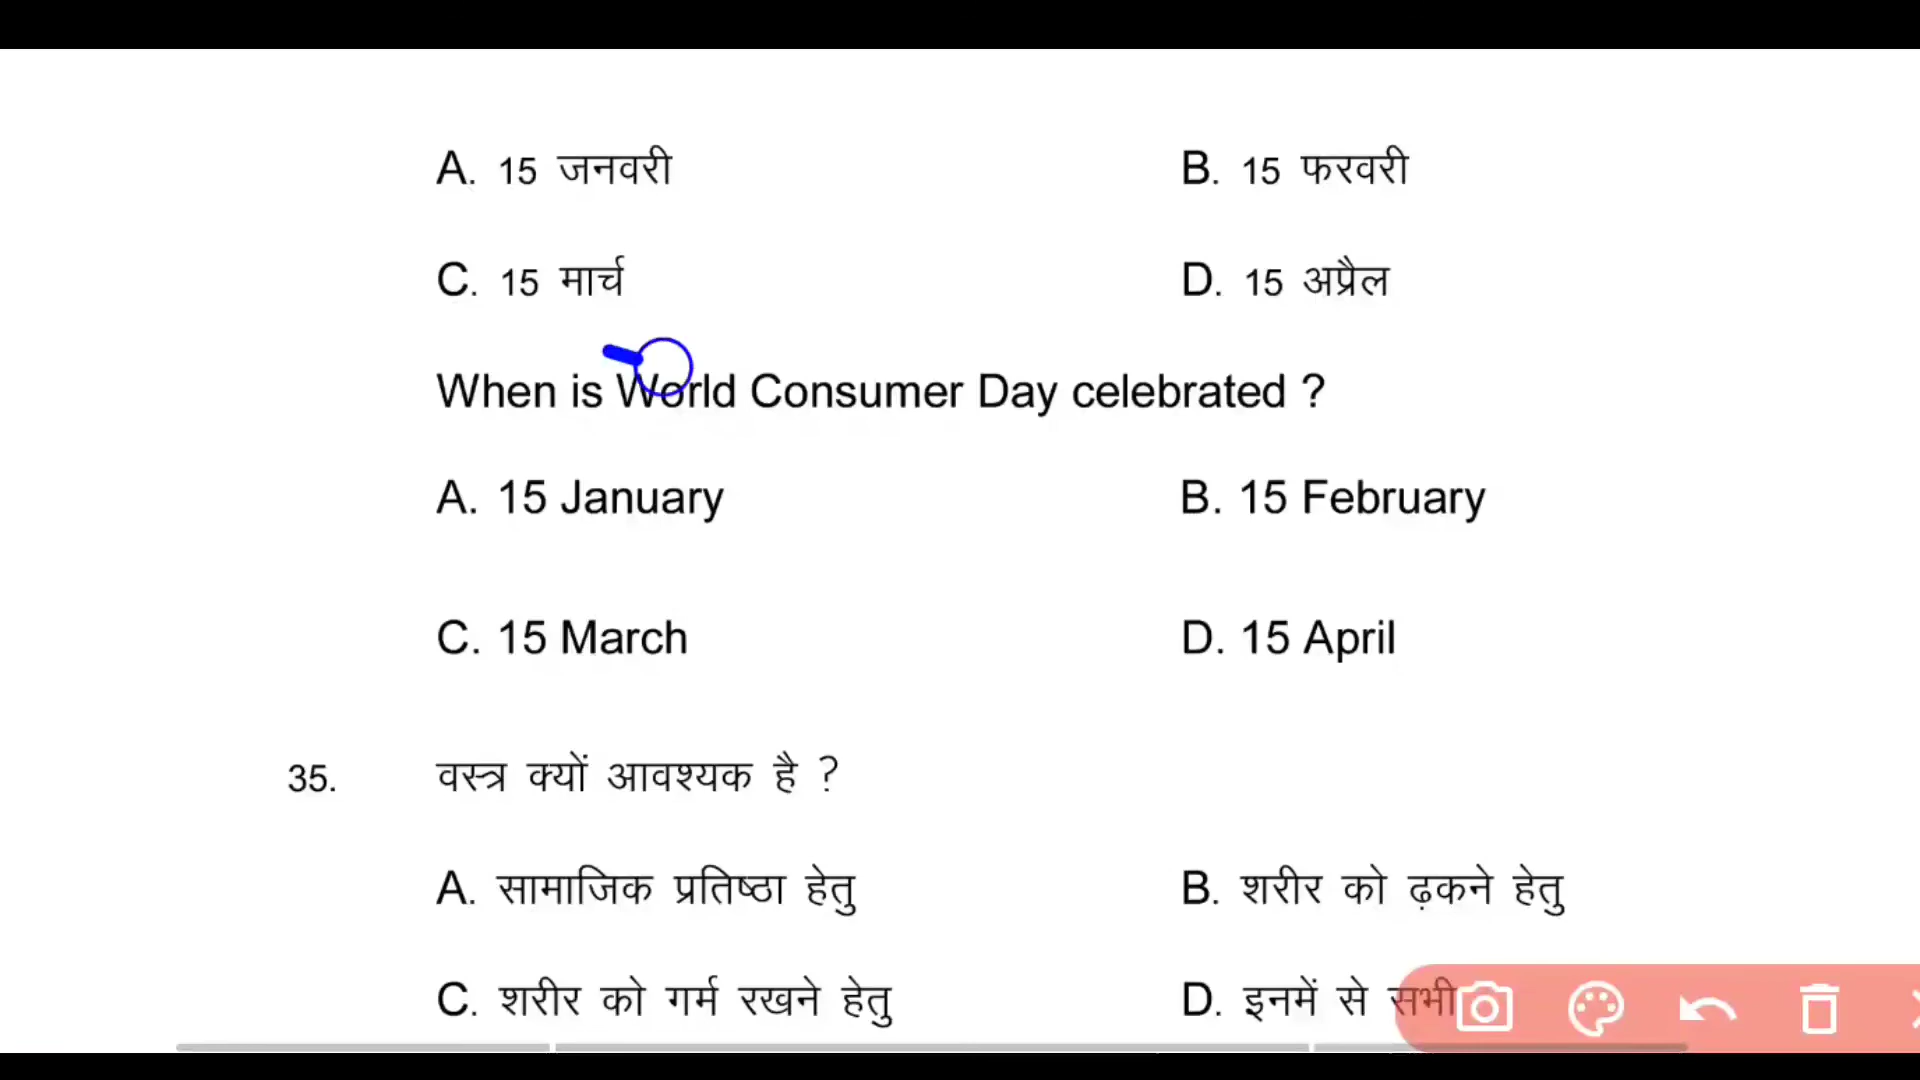 A. 15 जनवरी B. 15 फरवरी
C. 15 मार्च D. 15 अप्रैल
When is World Consumer Day celebrated ?
A. 15 January B. 15 February
C. 15 March D. 15 April
35. वस्त्र क्यों आवश्यक है ?
A. सामाजिक प्रतिष्ठा हेतु B. शरीर को ढ़कने हेतु
C. शरीर को गर्म रखने हेतु D. इनमें से सभी